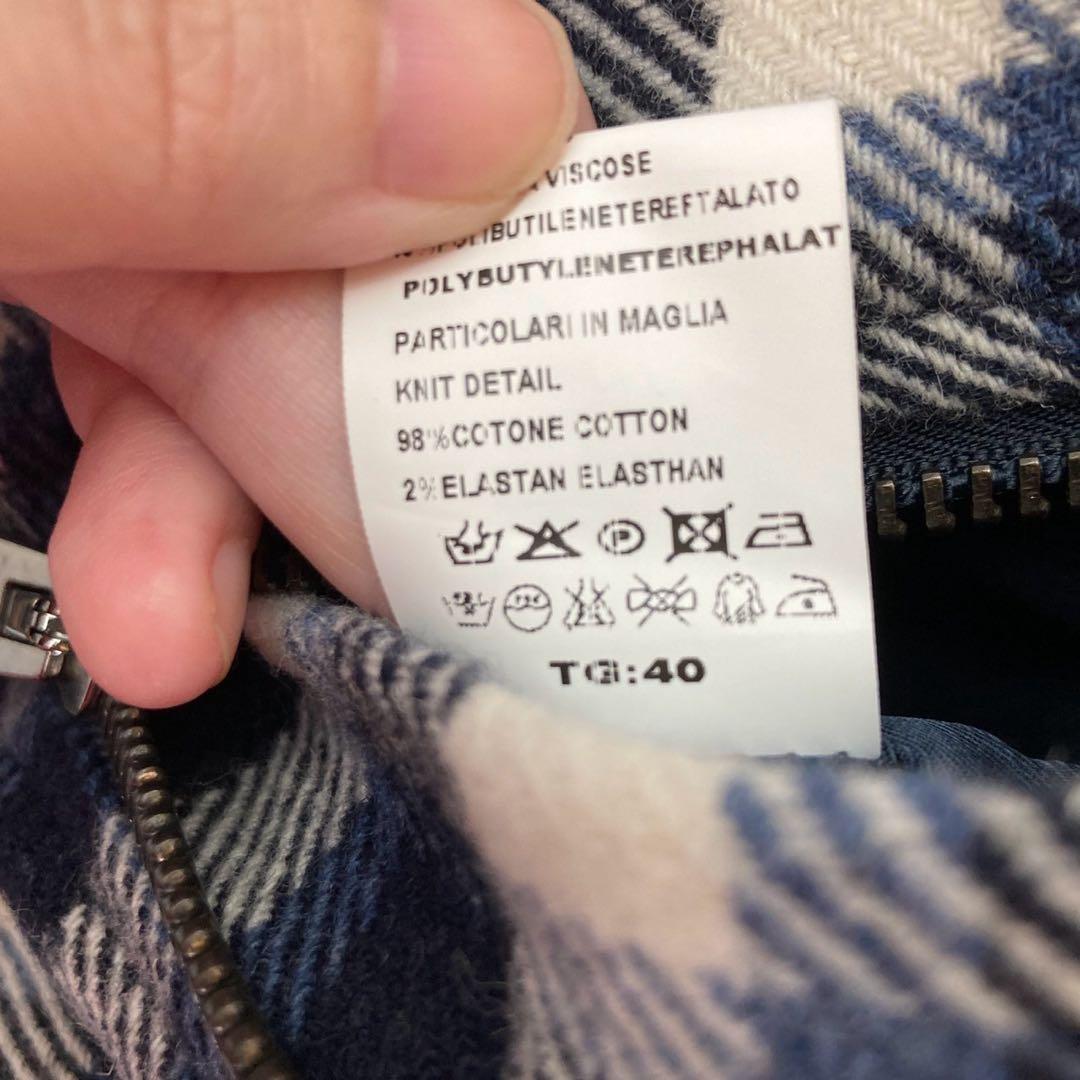 VISCOSE
POLIBUTILENETEREFTALATO
POLYBUTYLENETEREPHALAT
PARTICOLARI IN MAGLIA
KNIT DETAIL
98%COTONE COTTON
2%ELASTAN ELASTHAN
P
TG:40